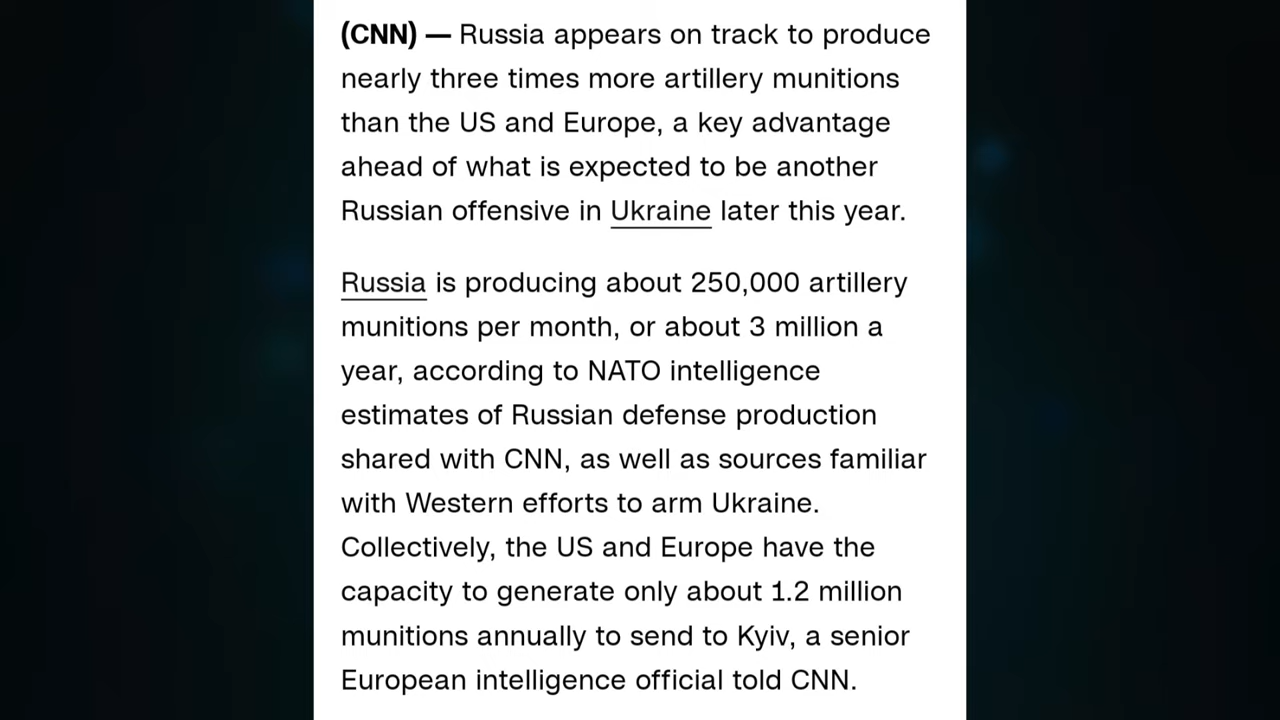 (CNN) — Russia appears on track to produce
nearly three times more artillery munitions
than the US and Europe, a key advantage
ahead of what is expected to be another
Russian offensive in Ukraine later this year.
Russia is producing about 250,000 artillery
munitions per month, or about 3 million a
year, according to NATO intelligence
estimates of Russian defense production
shared with CNN, as well as sources familiar
with Western efforts to arm Ukraine.
Collectively, the US and Europe have the
capacity to generate only about 1.2 million
munitions annually to send to Kyiv, a senior
European intelligence official told CNN.